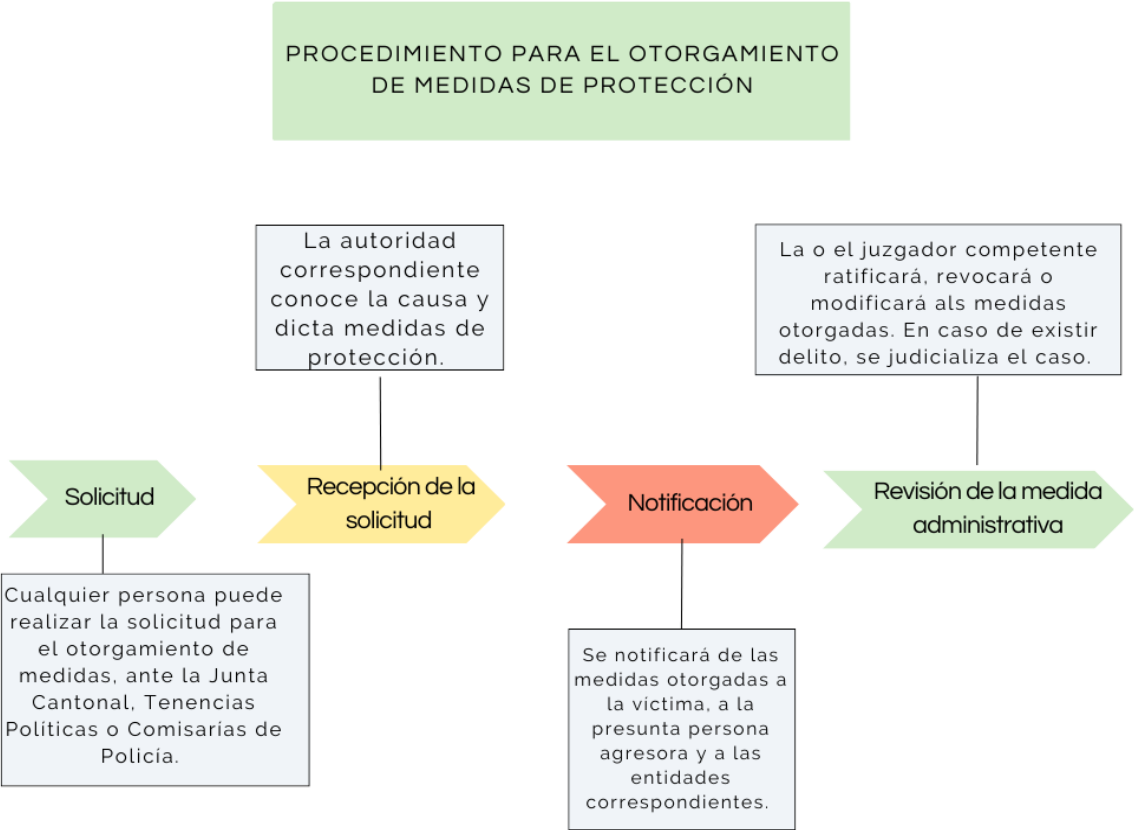 PROCEDIMIENTO PARA EL OTORGAMIENTO
DE MEDIDAS DE PROTECCIÓN
La autoridad
correspondiente
conoce la causa y
dicta medidas de
protección.
La o el juzgador competente
ratificará, revocará o
modificará als medidas
otorgadas. En caso de existir
delito, se judicializa el caso.
Solicitud
Recepción de la
solicitud
Notificación
Revisión de la medida
administrativa
Cualquier persona puede
realizar la solicitud para
el otorgamiento de
medidas, ante la Junta
Cantonal, Tenencias
Políticas o Comisarías de
Policía.
Se notificará de las
medidas otorgadas a
la víctima, a la
presunta persona
agresora y a las
entidades
correspondientes.